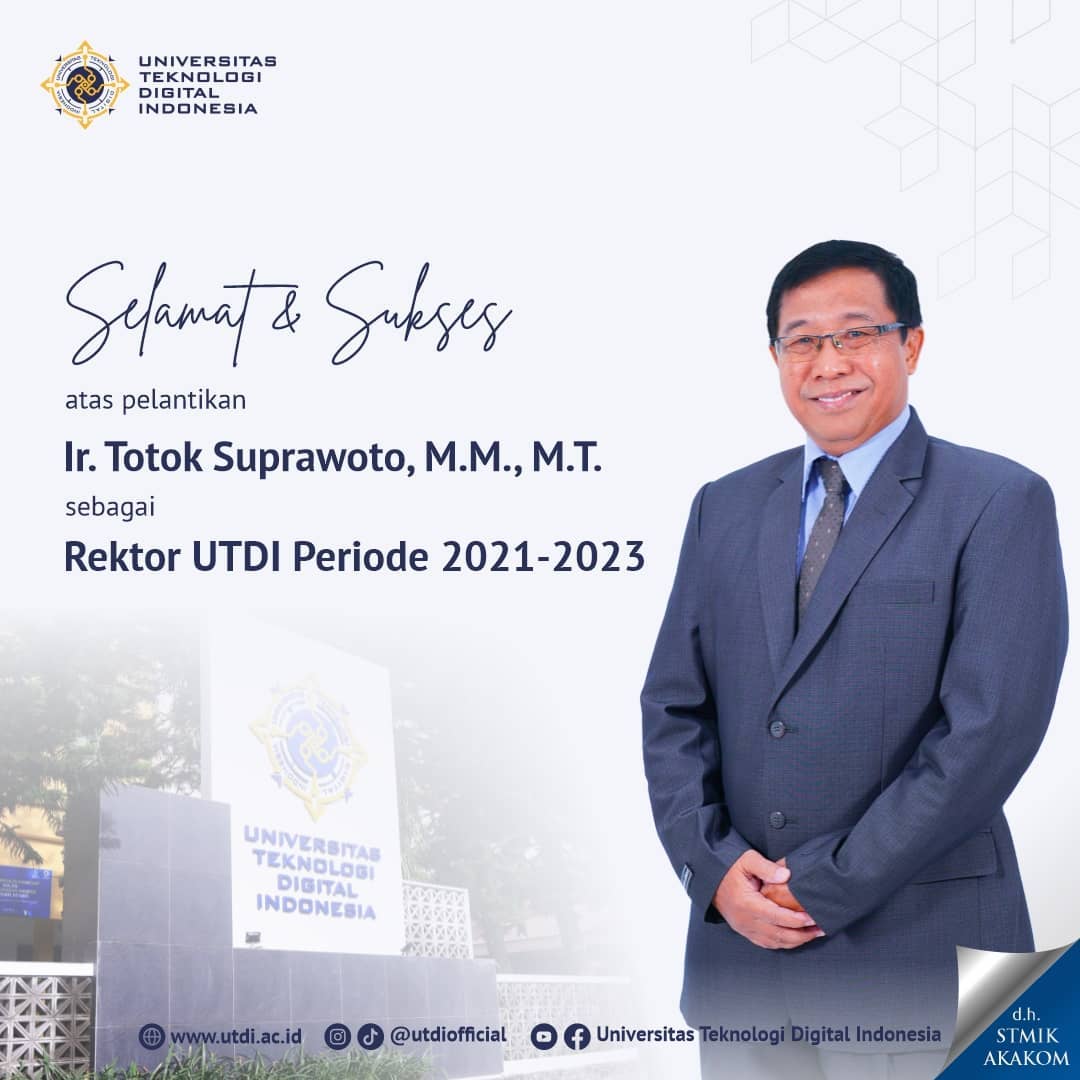 UNIVERSITAS
TEKNOLOGI
DIGITAL
INDONESIA
Selamat & Sukses
atas pelantikan
Ir. Totok Suprawoto, M.M., M.T.
sebagai
Rektor UTDI Periode 2021-2023
UNIVERSITAS
TEKNOLOGI
DIGITAL
INDONESIA
www.utdi.ac.id
@utdiofficial
Universitas Teknologi Digital Indonesia
d.h.
STMIK
AKAKOM